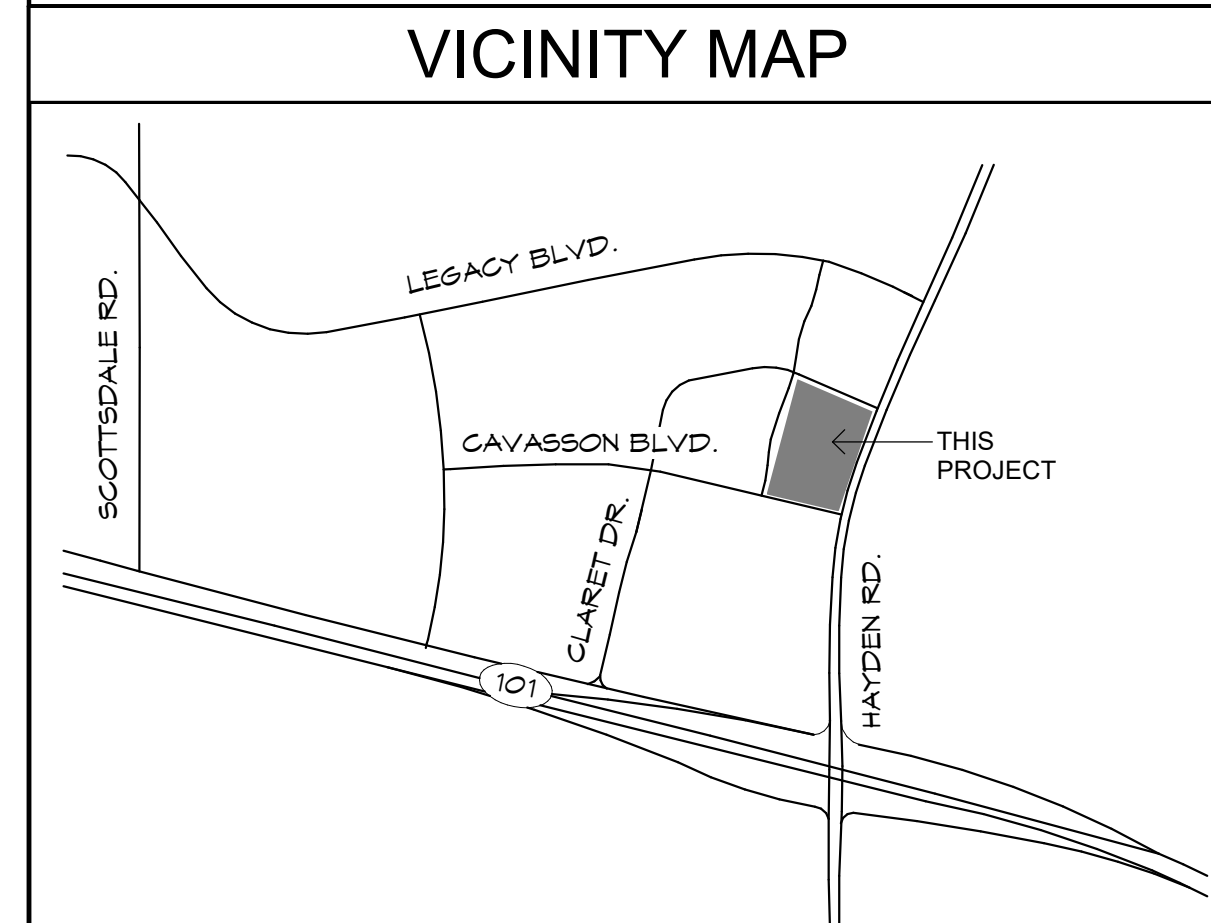 VICINITY MAP
LEGACY BLVD.
SCOTTSDALE RD.
CAVASSON BLVD.
THIS
PROJECT
CLARET DR.
HAYDEN RD.
101